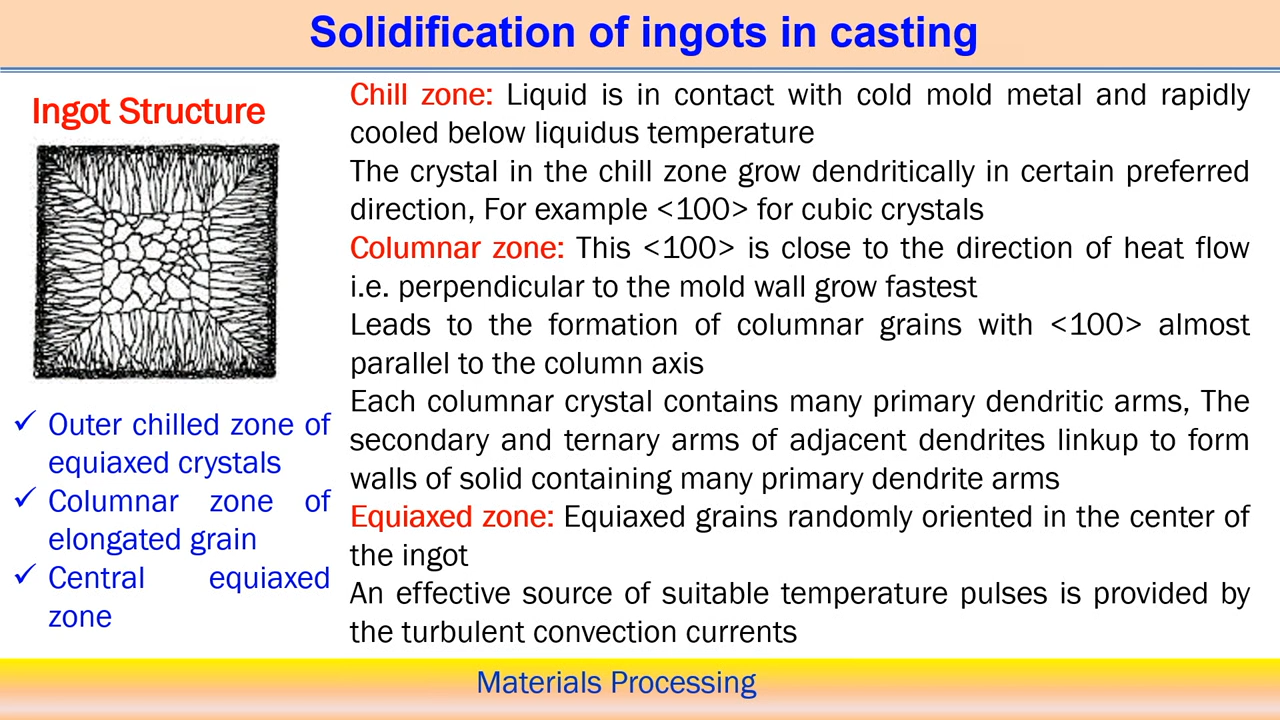 Solidification of ingots in casting
Ingot Structure
✓ Outer chilled zone of
equiaxed crystals
✓ Columnar zone of
elongated grain
✓ Central equiaxed
zone
Chill zone: Liquid is in contact with cold mold metal and rapidly
cooled below liquidus temperature
The crystal in the chill zone grow dendritically in certain preferred
direction, For example <100> for cubic crystals
Columnar zone: This <100> is close to the direction of heat flow
i.e. perpendicular to the mold wall grow fastest
Leads to the formation of columnar grains with <100> almost
parallel to the column axis
Each columnar crystal contains many primary dendritic arms, The
secondary and ternary arms of adjacent dendrites linkup to form
walls of solid containing many primary dendrite arms
Equiaxed zone: Equiaxed grains randomly oriented in the center of
the ingot
An effective source of suitable temperature pulses is provided by
the turbulent convection currents
Materials Processing